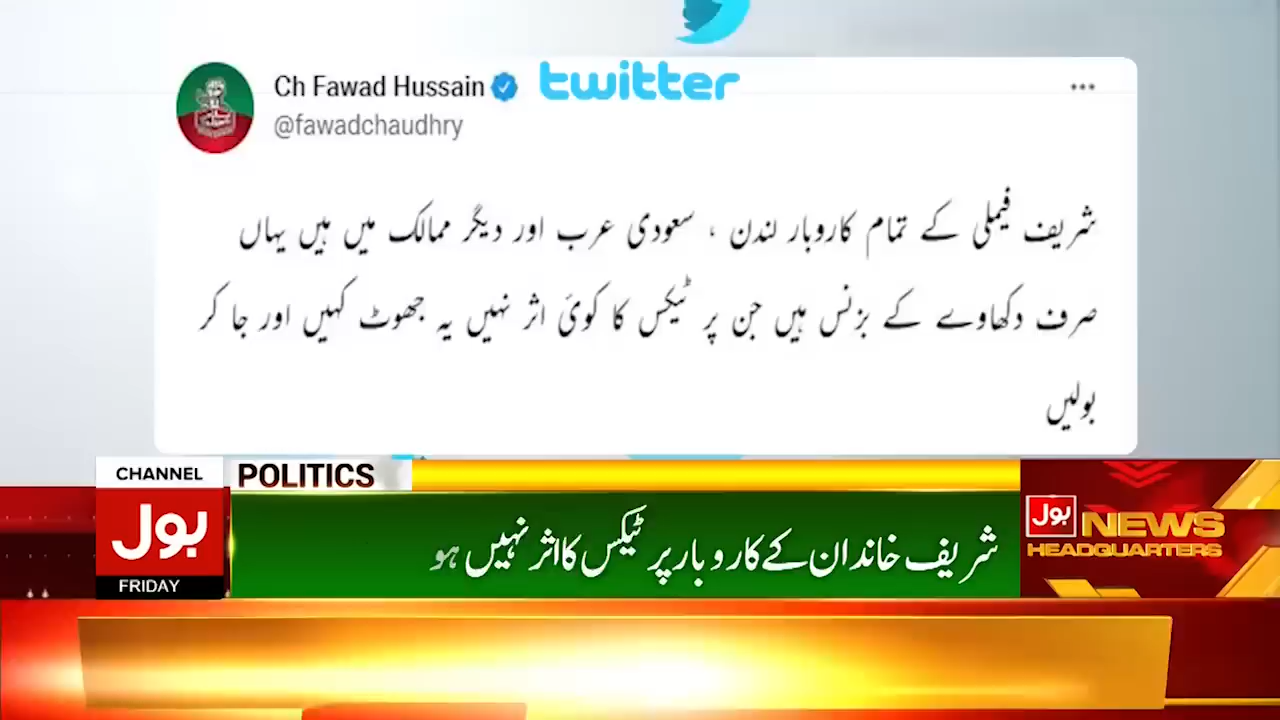 twitter
Ch Fawad Hussain
@fawadchaudhry
شریف فیملی کے تمام کاروبار لندن ، سعودی عرب اور دیگر ممالک میں ہیں یہاں
صرف دکھاوے کے بزنس ہیں جن پر ٹیکس کا کوئ اثر نہیں یہ جھوٹ کہیں اور جا کر
بولیں
CHANNEL
POLITICS
بول
FRIDAY
شریف خاندان کے کاروبار پر ٹیکس کا اثر نہیں ہو
بول NEWS
HEADQUARTERS